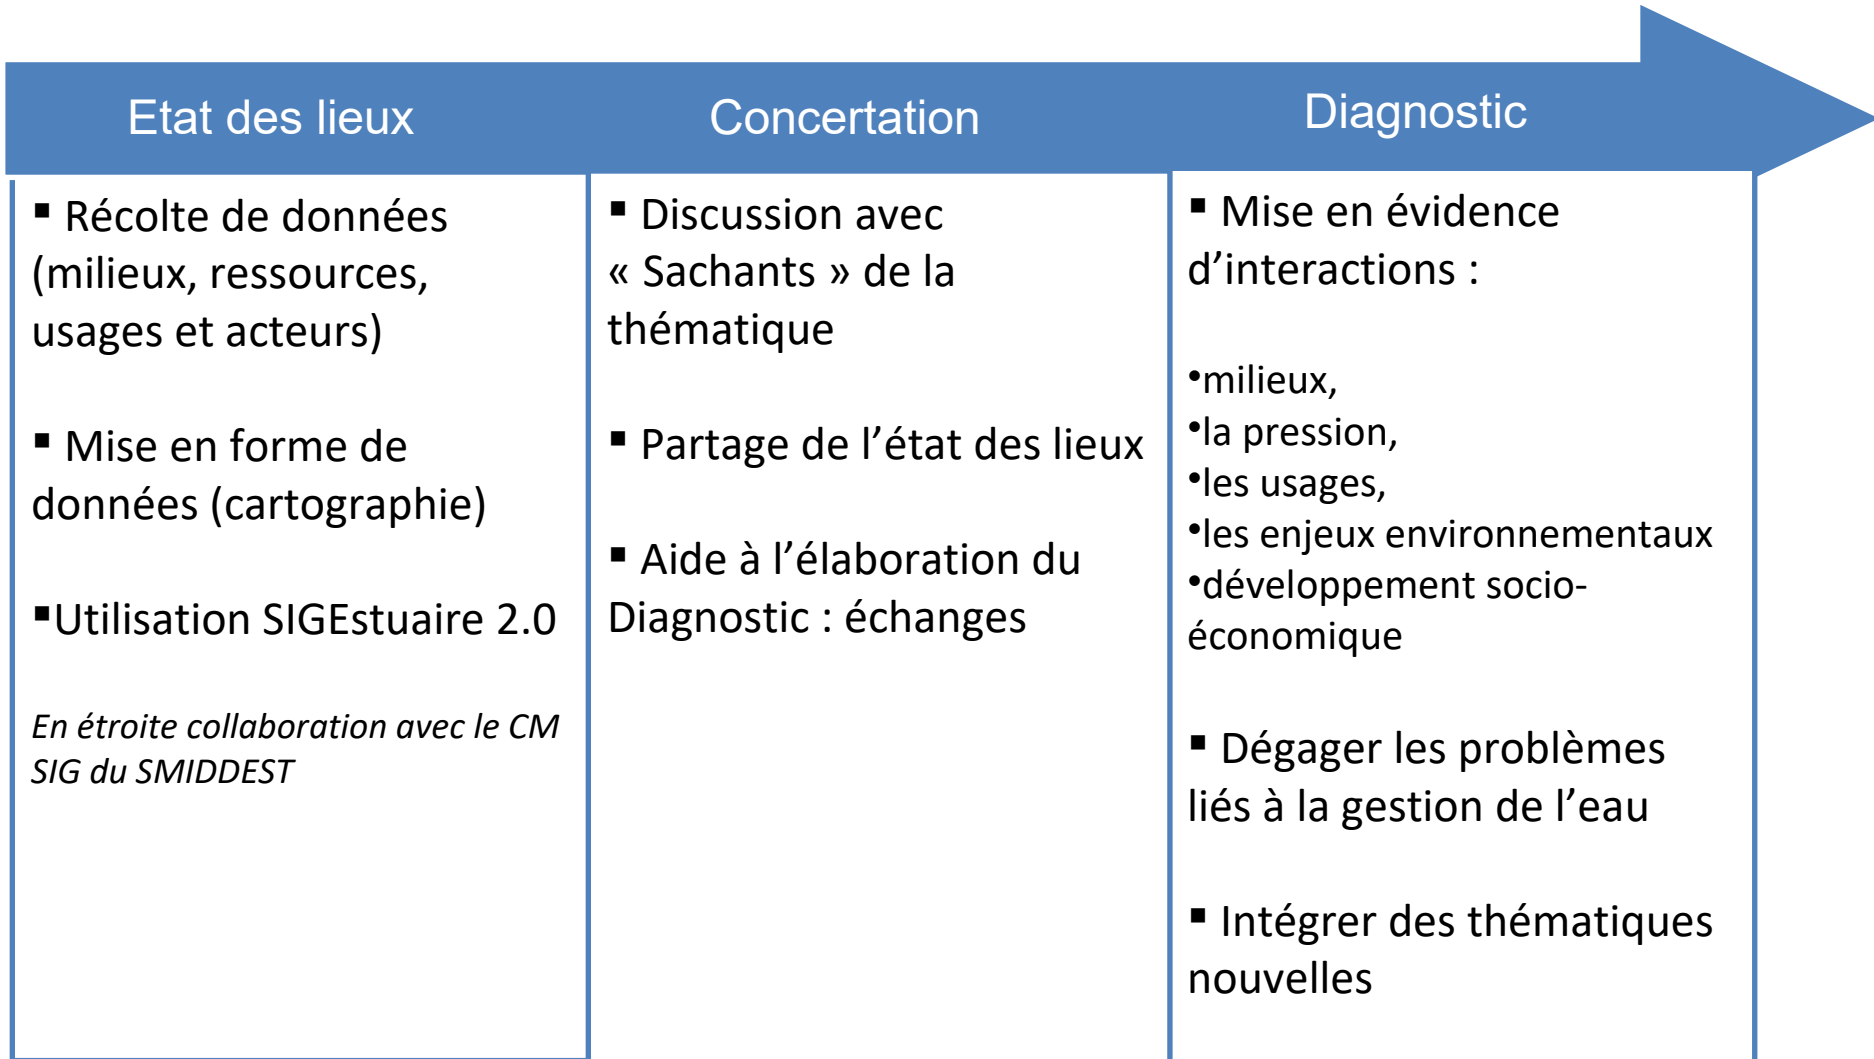 Etat des lieux
Concertation
Diagnostic
▪ Récolte de données
(milieux, ressources,
usages et acteurs)
▪ Mise en forme de
données (cartographie)
▪Utilisation SIGEstuaire 2.0
En étroite collaboration avec le CM
SIG du SMIDDEST
▪ Discussion avec
« Sachants » de la
thématique
▪ Partage de l’état des lieux
▪ Aide à l’élaboration du
Diagnostic : échanges
▪ Mise en évidence
d’interactions :
•milieux,
•la pression,
•les usages,
•les enjeux environnementaux
•développement socio-
économique
▪ Dégager les problèmes
liés à la gestion de l’eau
▪ Intégrer des thématiques
nouvelles